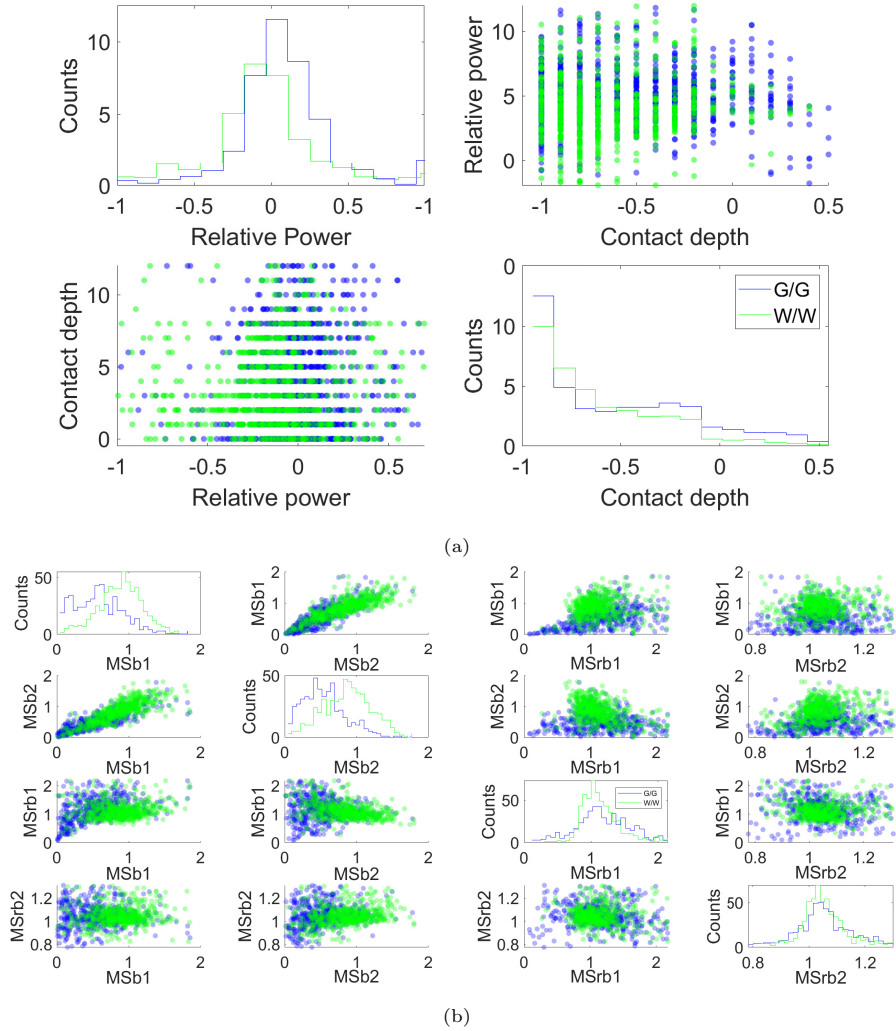 10
5
0
Counts
-1 -0.5 0 0.5 -1
Relative Power
10
5
0
Relative power
-1 -0.5 0 0.5
Contact depth
10
5
0
Contact depth
-1 -0.5 0 0.5
Relative power
0
10
5
0
Counts
G/G
W/W
-1 -0.5 0 0.5
Contact depth
(a)
50
0
Counts
0 1 2
MSb1
2
1
0
MSb1
0 1 2
MSb2
2
1
0
MSb1
0 1 2
MSrb1
2
1
0
MSb1
0.8 1 1.2
MSrb2
2
1
0
MSb2
0 1 2
MSb1
50
0
Counts
0 1 2
MSb2
2
1
0
MSb2
0 1 2
MSrb1
2
1
0
MSb2
0.8 1 1.2
MSrb2
2
1
0
MSrb1
0 1 2
MSb1
2
1
0
MSrb1
0 1 2
MSb2
50
0
Counts
G/G
W/W
0 1 2
MSrb1
2
1
0
MSrb1
0.8 1 1.2
MSrb2
1.2
1
0.8
MSrb2
0 1 2
MSb1
1.2
1
0.8
MSrb2
0 1 2
MSb2
1.2
1
0.8
MSrb2
0 1 2
MSrb1
50
0
Counts
0.8 1 1.2
MSrb2
(b)